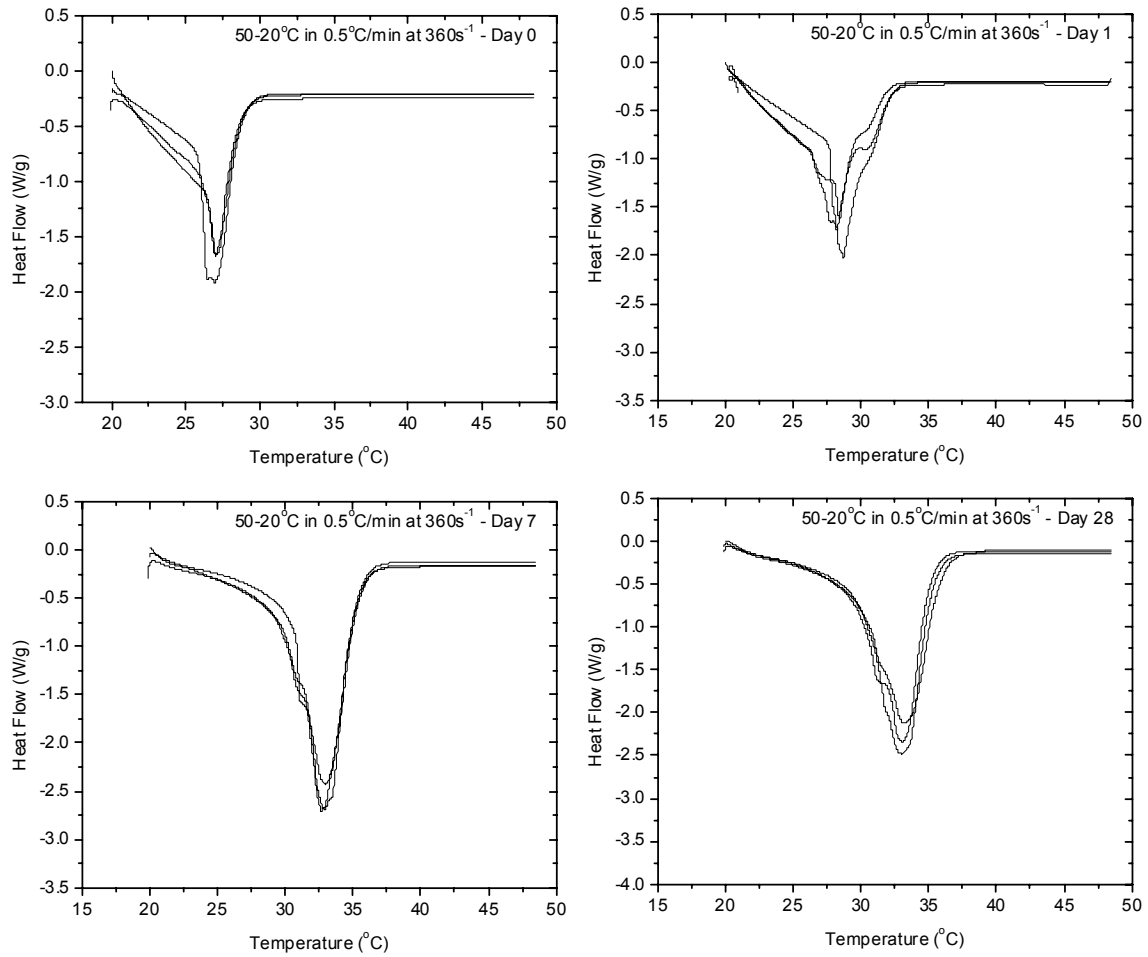 50-20°C in 0.5°C/min at 360s⁻¹ - Day 0
0.5
0.0
-0.5
-1.0
-1.5
-2.0
-2.5
-3.0
Heat Flow (W/g)
20 25 30 35 40 45 50
Temperature (°C)
50-20°C in 0.5°C/min at 360s⁻¹ - Day 1
0.5
0.0
-0.5
-1.0
-1.5
-2.0
-2.5
-3.0
-3.5
Heat Flow (W/g)
15 20 25 30 35 40 45 50
Temperature (°C)
50-20°C in 0.5°C/min at 360s⁻¹ - Day 7
0.5
0.0
-0.5
-1.0
-1.5
-2.0
-2.5
-3.0
-3.5
Heat Flow (W/g)
15 20 25 30 35 40 45 50
Temperature (°C)
50-20°C in 0.5°C/min at 360s⁻¹ - Day 28
0.5
0.0
-0.5
-1.0
-1.5
-2.0
-2.5
-3.0
-3.5
-4.0
Heat Flow (W/g)
15 20 25 30 35 40 45 50
Temperature (°C)